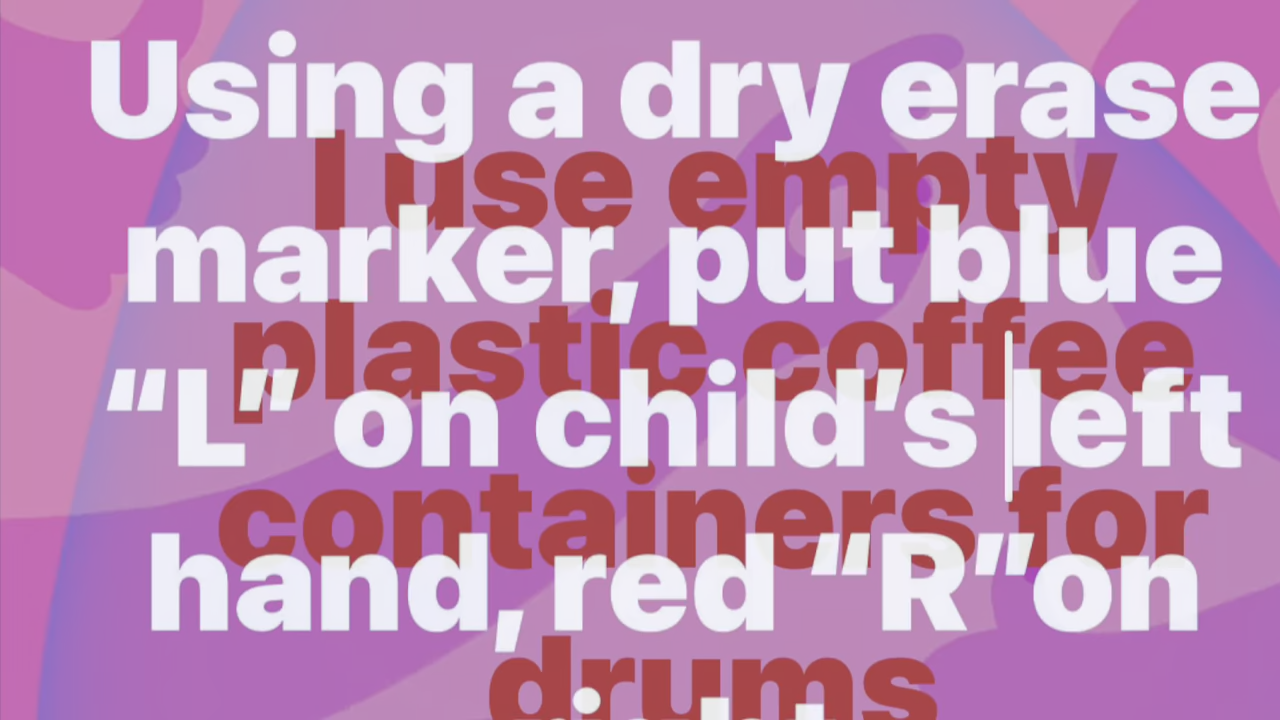 Using a dry erase
marker, put blue
“L” on child’s left
hand, red “R”on
right
I use empty
plastic coffee
containers for
drums